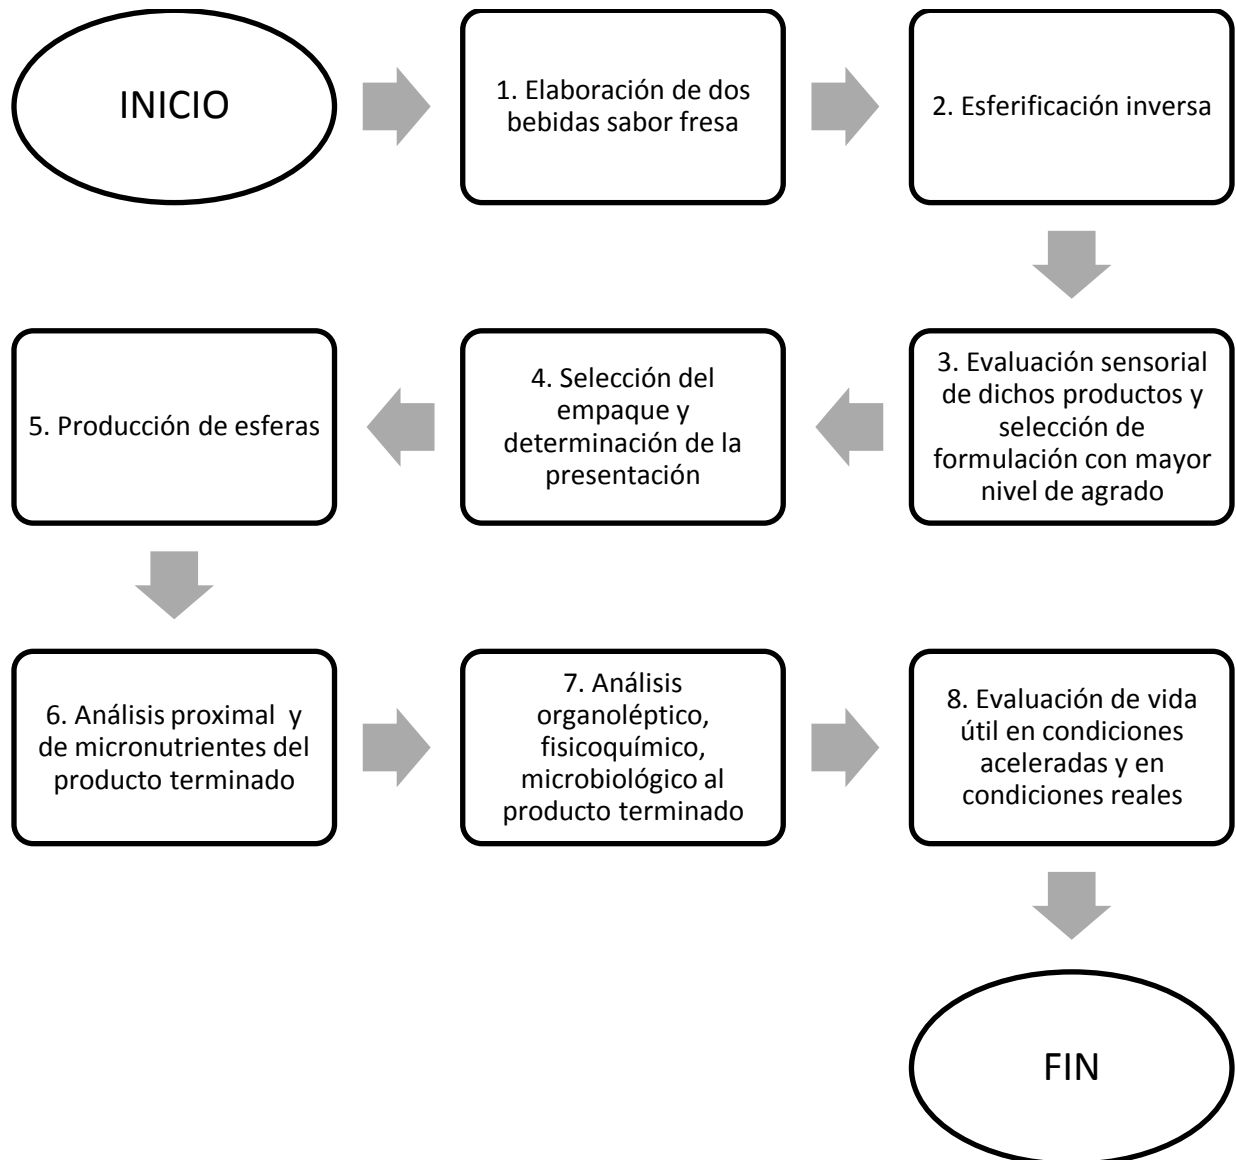 INICIO
1. Elaboración de dos
bebidas sabor fresa
2. Esferificación inversa
3. Evaluación sensorial
de dichos productos y
selección de
formulación con mayor
nivel de agrado
4. Selección del
empaque y
determinación de la
presentación
5. Producción de esferas
6. Análisis proximal y
de micronutrientes del
producto terminado
7. Análisis
organoléptico,
fisicoquímico,
microbiológico al
producto terminado
8. Evaluación de vida
útil en condiciones
aceleradas y en
condiciones reales
FIN